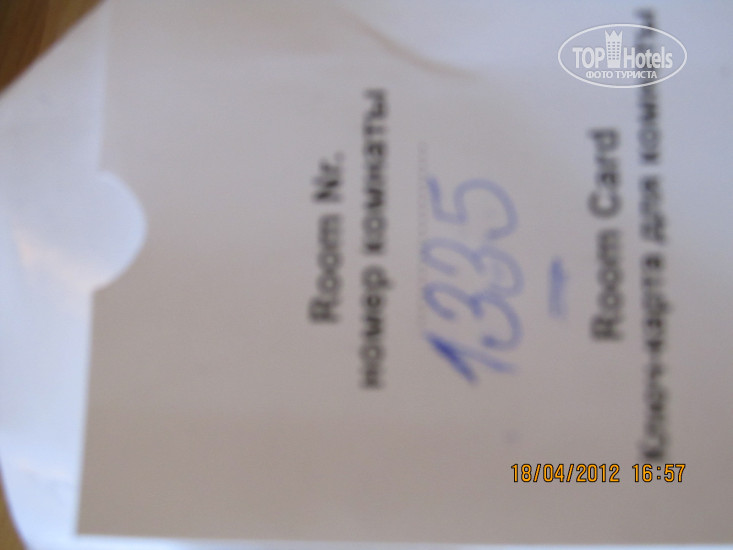 Room Nr.
номер комнаты
1335
Room Card
Ключ-карта для комнаты
TOP Hotels
ФОТО ТУРИСТА
18/04/2012 16:57